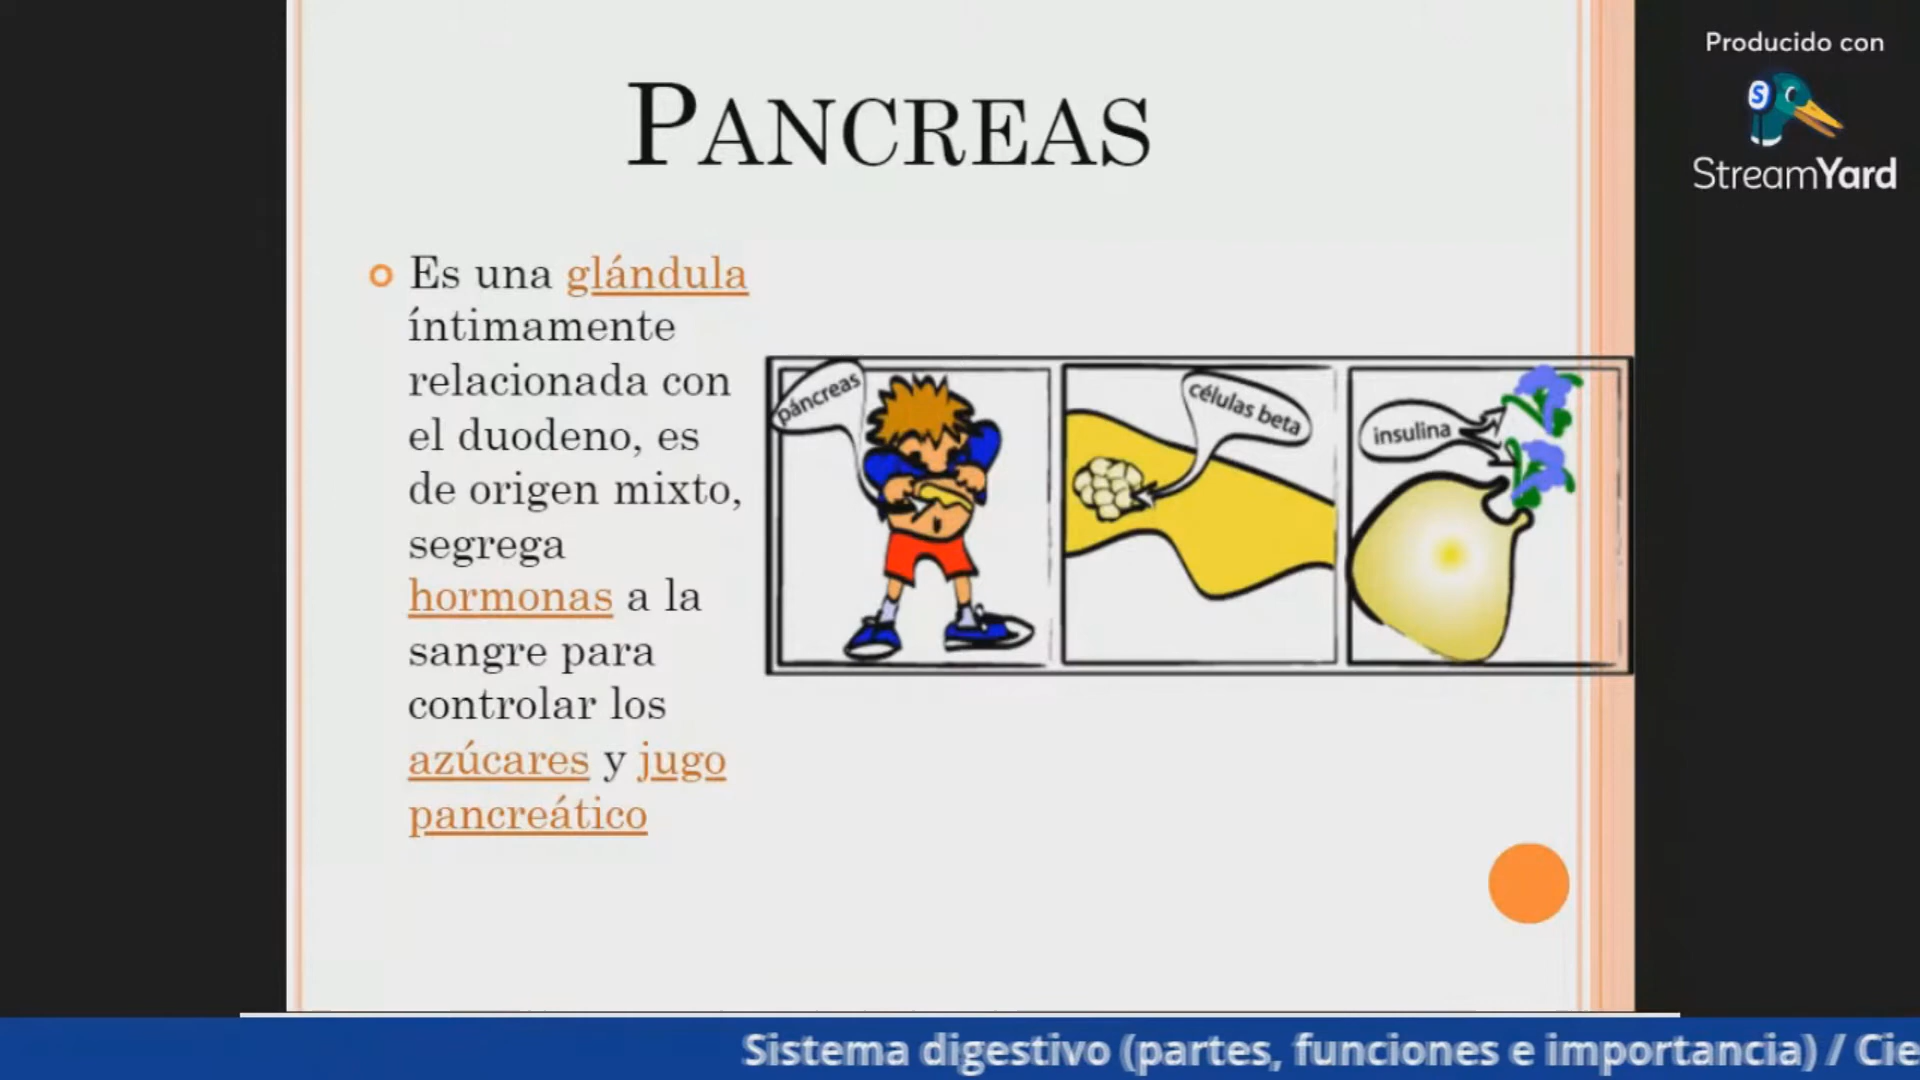 Producido con
StreamYard
PANCREAS
Es una glándula
íntimamente
relacionada con
el duodeno, es
de origen mixto,
segrega
hormonas a la
sangre para
controlar los
azúcares y jugo
pancreático
páncreas
células beta
insulina
Sistema digestivo (partes, funciones e importancia) / Cie